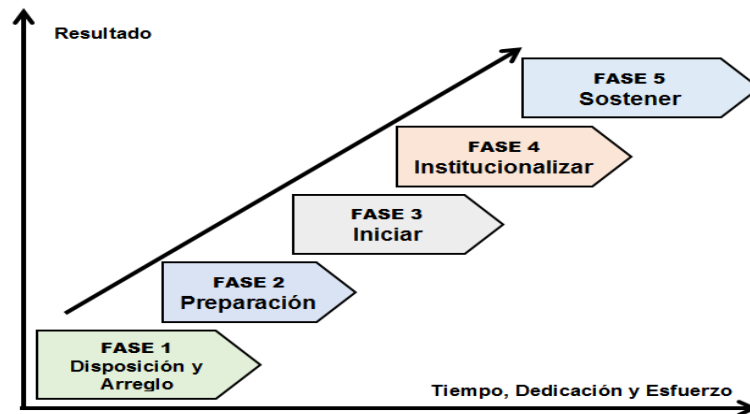 Resultado
FASE 5
Sostener
FASE 4
Institucionalizar
FASE 3
Iniciar
FASE 2
Preparación
FASE 1
Disposición y
Arreglo
Tiempo, Dedicación y Esfuerzo